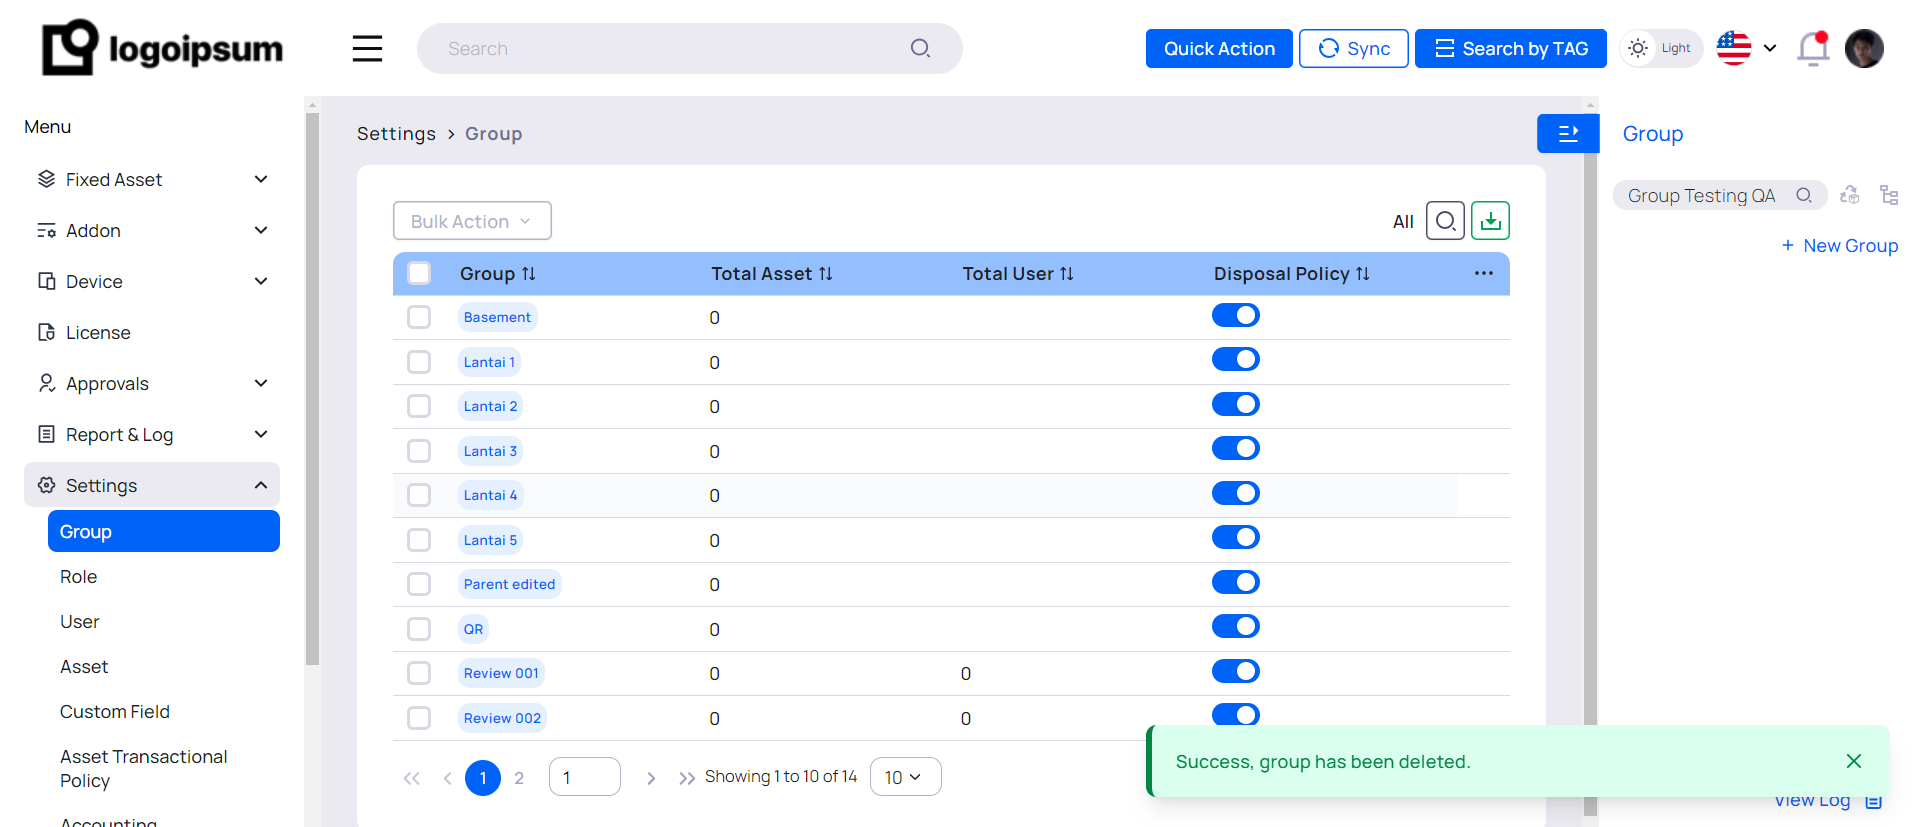 logoipsum
Search
Quick Action
Sync
Search by TAG
Light
Menu
Fixed Asset
Addon
Device
License
Approvals
Report & Log
Settings
Group
Role
User
Asset
Custom Field
Asset Transactional
Policy
Accounting
Settings > Group
Bulk Action
All
Group Total Asset Total User Disposal Policy
Basement 0
Lantai 1 0
Lantai 2 0
Lantai 3 0
Lantai 4 0
Lantai 5 0
Parent edited 0
QR 0
Review 001 0 0
Review 002 0 0
1 2 1 Showing 1 to 10 of 14 10
Group
Group Testing QA
+ New Group
Success, group has been deleted.
View Log